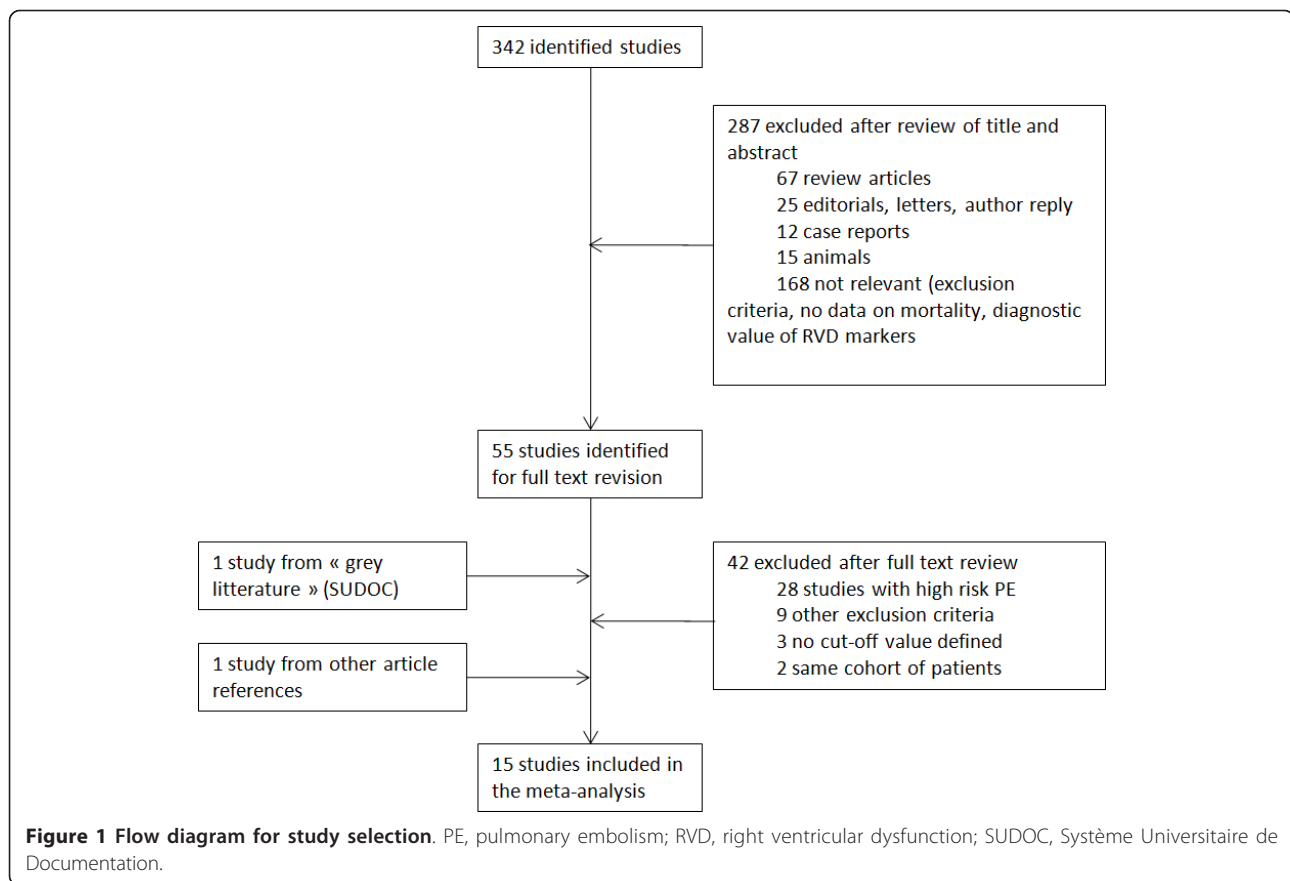 342 identified studies
287 excluded after review of title and
abstract
67 review articles
25 editorials, letters, author reply
12 case reports
15 animals
168 not relevant (exclusion
criteria, no data on mortality, diagnostic
value of RVD markers
55 studies identified
for full text revision
1 study from « grey
litterature » (SUDOC)
42 excluded after full text review
28 studies with high risk PE
9 other exclusion criteria
3 no cut-off value defined
2 same cohort of patients
1 study from other article
references
15 studies included in
the meta-analysis
Figure 1 Flow diagram for study selection. PE, pulmonary embolism; RVD, right ventricular dysfunction; SUDOC, Système Universitaire de
Documentation.